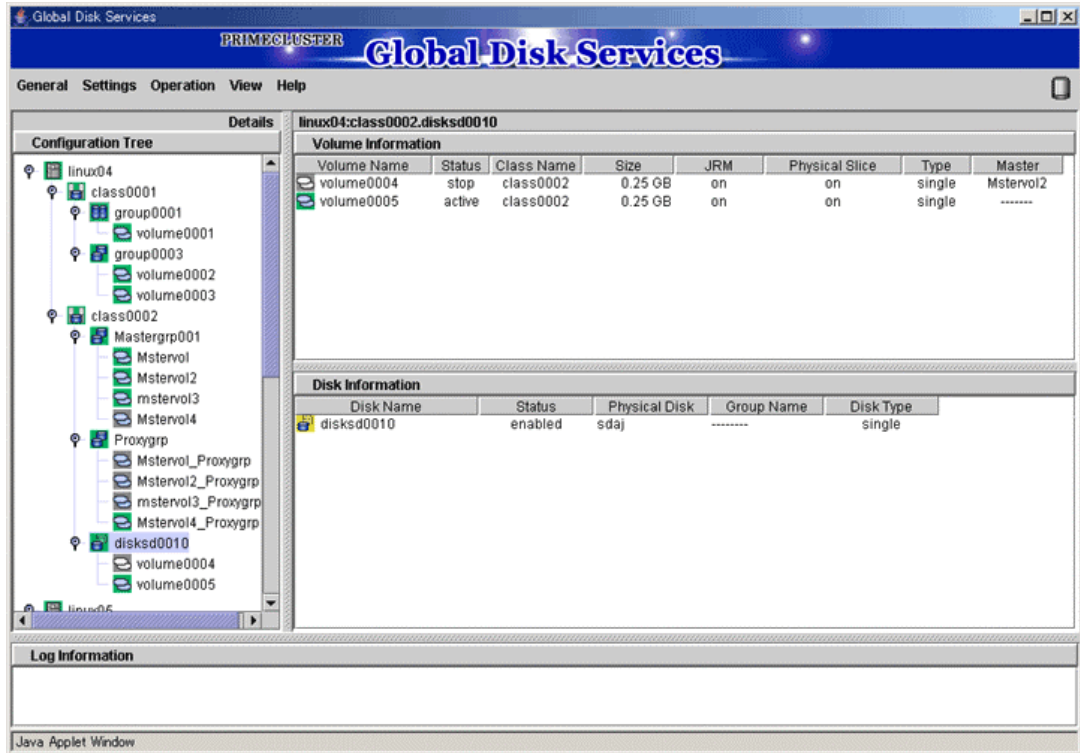 Global Disk Services
PRIMECLUSTER Global Disk Services
General Settings Operation View Help
Details
Configuration Tree
linux04
class0001
group0001
volume0001
group0003
volume0002
volume0003
class0002
Mastergrp001
Mstervol
Mstervol2
mstervol3
Mstervol4
Proxygrp
Mstervol_Proxygrp
Mstervol2_Proxygrp
mstervol3_Proxygrp
Mstervol4_Proxygrp
disksd0010
volume0004
volume0005
linux04:class0002.disksd0010
Volume Information
Volume Name Status Class Name Size JRM Physical Slice Type Master
volume0004 stop class0002 0.25 GB on on single Mstervol2
volume0005 active class0002 0.25 GB on on single -------
Disk Information
Disk Name Status Physical Disk Group Name Disk Type
disksd0010 enabled sdaj -------- single
Log Information
Java Applet Window